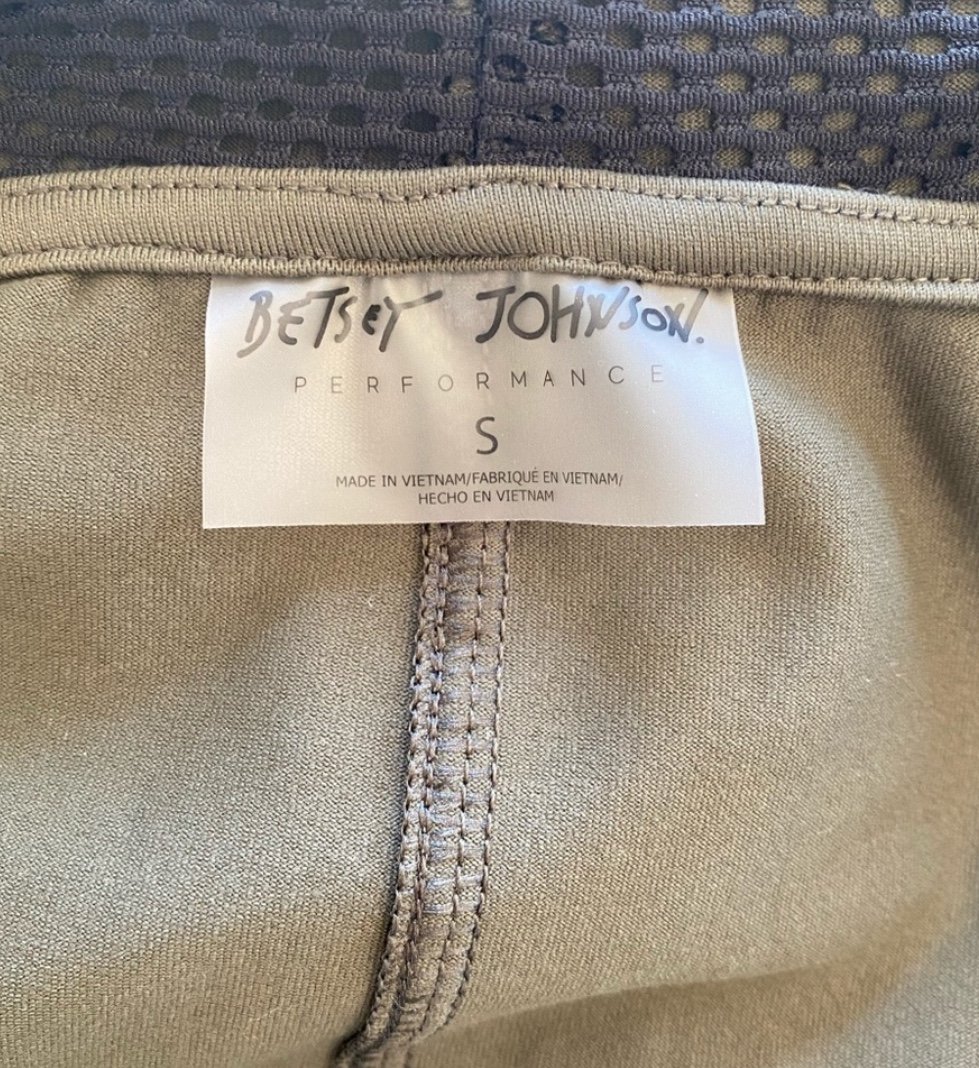 BETSEY JOHNSON.
PERFORMANCE
S
MADE IN VIETNAM/FABRIQUÉ EN VIETNAM/
HECHO EN VIETNAM